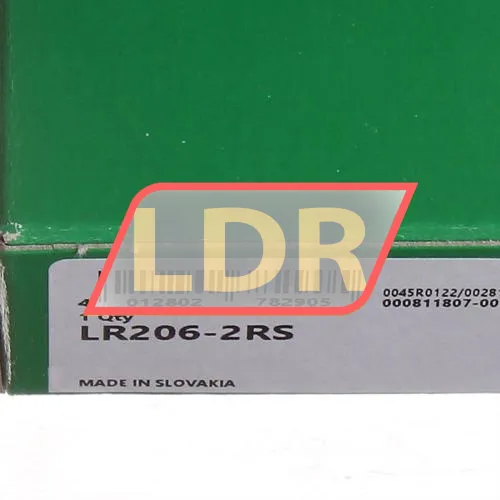 LDR
4 012802 782905
0045R0122/0028
000811807-00
1 Qty
LR206-2RS
MADE IN SLOVAKIA